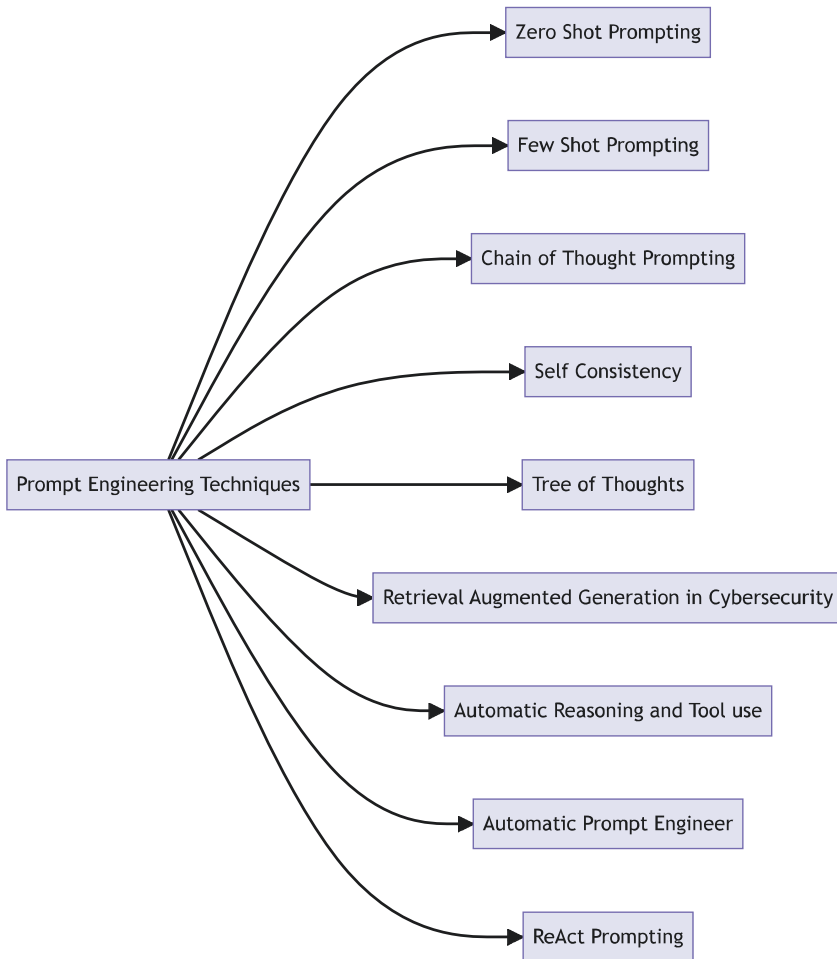 Zero Shot Prompting
Few Shot Prompting
Chain of Thought Prompting
Self Consistency
Prompt Engineering Techniques
Tree of Thoughts
Retrieval Augmented Generation in Cybersecurity
Automatic Reasoning and Tool use
Automatic Prompt Engineer
ReAct Prompting